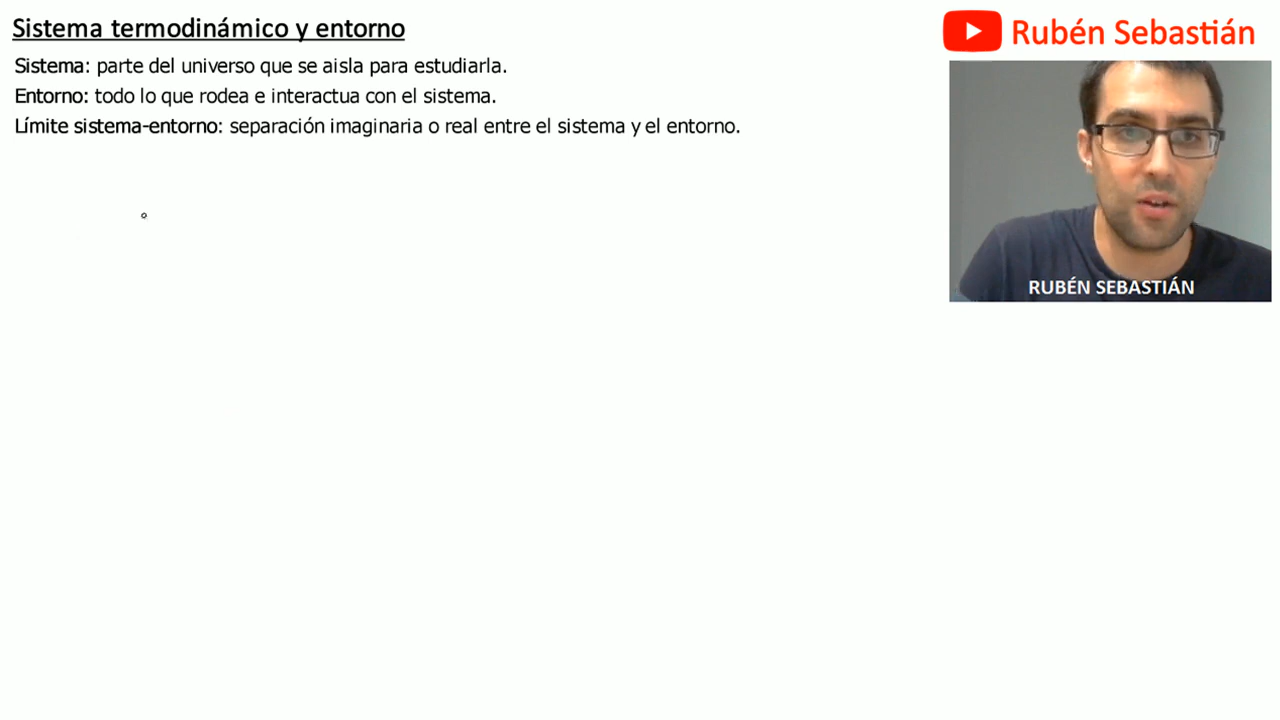 Sistema termodinámico y entorno
Sistema: parte del universo que se aisla para estudiarla.
Entorno: todo lo que rodea e interactua con el sistema.
Límite sistema-entorno: separación imaginaria o real entre el sistema y el entorno.
Rubén Sebastián
RUBÉN SEBASTIÁN